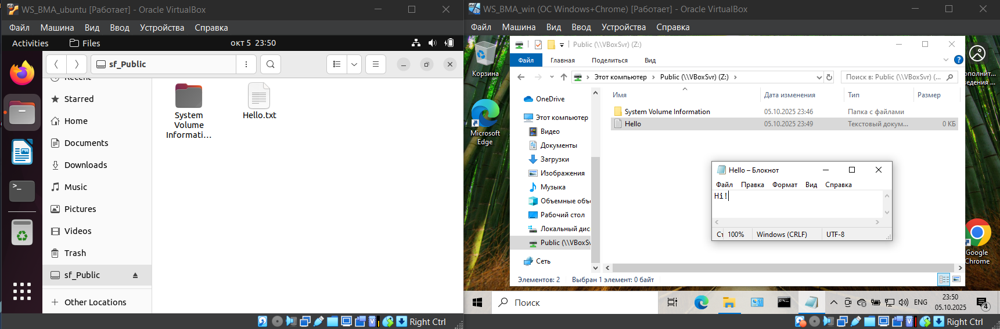 WS_BMA_ubuntu [Работает] - Oracle VirtualBox
Файл Машина Вид Ввод Устройства Справка
Activities Files окт 5 23:50
sf_Public
Recent
Starred
Home
Documents
Downloads
Music
Pictures
Videos
Trash
sf_Public
Other Locations
System
Volume
Informati...
Hello.txt
Right Ctrl
WS_BMA_win (ОС Windows+Chrome) [Работает] - Oracle VirtualBox
Файл Машина Вид Ввод Устройства Справка
Корзина
Microsoft
Edge
Public (\\VBoxSvr) (Z:)
Файл Главная Поделиться Вид
Этот компьютер Public (\\VBoxSvr) (Z:)
Поиск в: Public (\\VBoxSvr) (...
OneDrive
Этот компьютер
Видео
Документы
Загрузки
Изображения
Музыка
Объемные объ
Рабочий стол
Локальный дис
Public (\\VBoxSv
Сеть
Имя Дата изменения Тип Размер
System Volume Information 05.10.2025 23:46 Папка с файлами
Hello 05.10.2025 23:49 Текстовый докум... 0 КБ
Hello – Блокнот
Файл Правка Формат Вид Справка
Hi!
Ст 100% Windows (CRLF) UTF-8
Элементов: 2 Выбран 1 элемент: 0 байт
ополнит...
едения ...
Google
Chrome
Поиск
ENG
23:50
05.10.2025
4
Right Ctrl